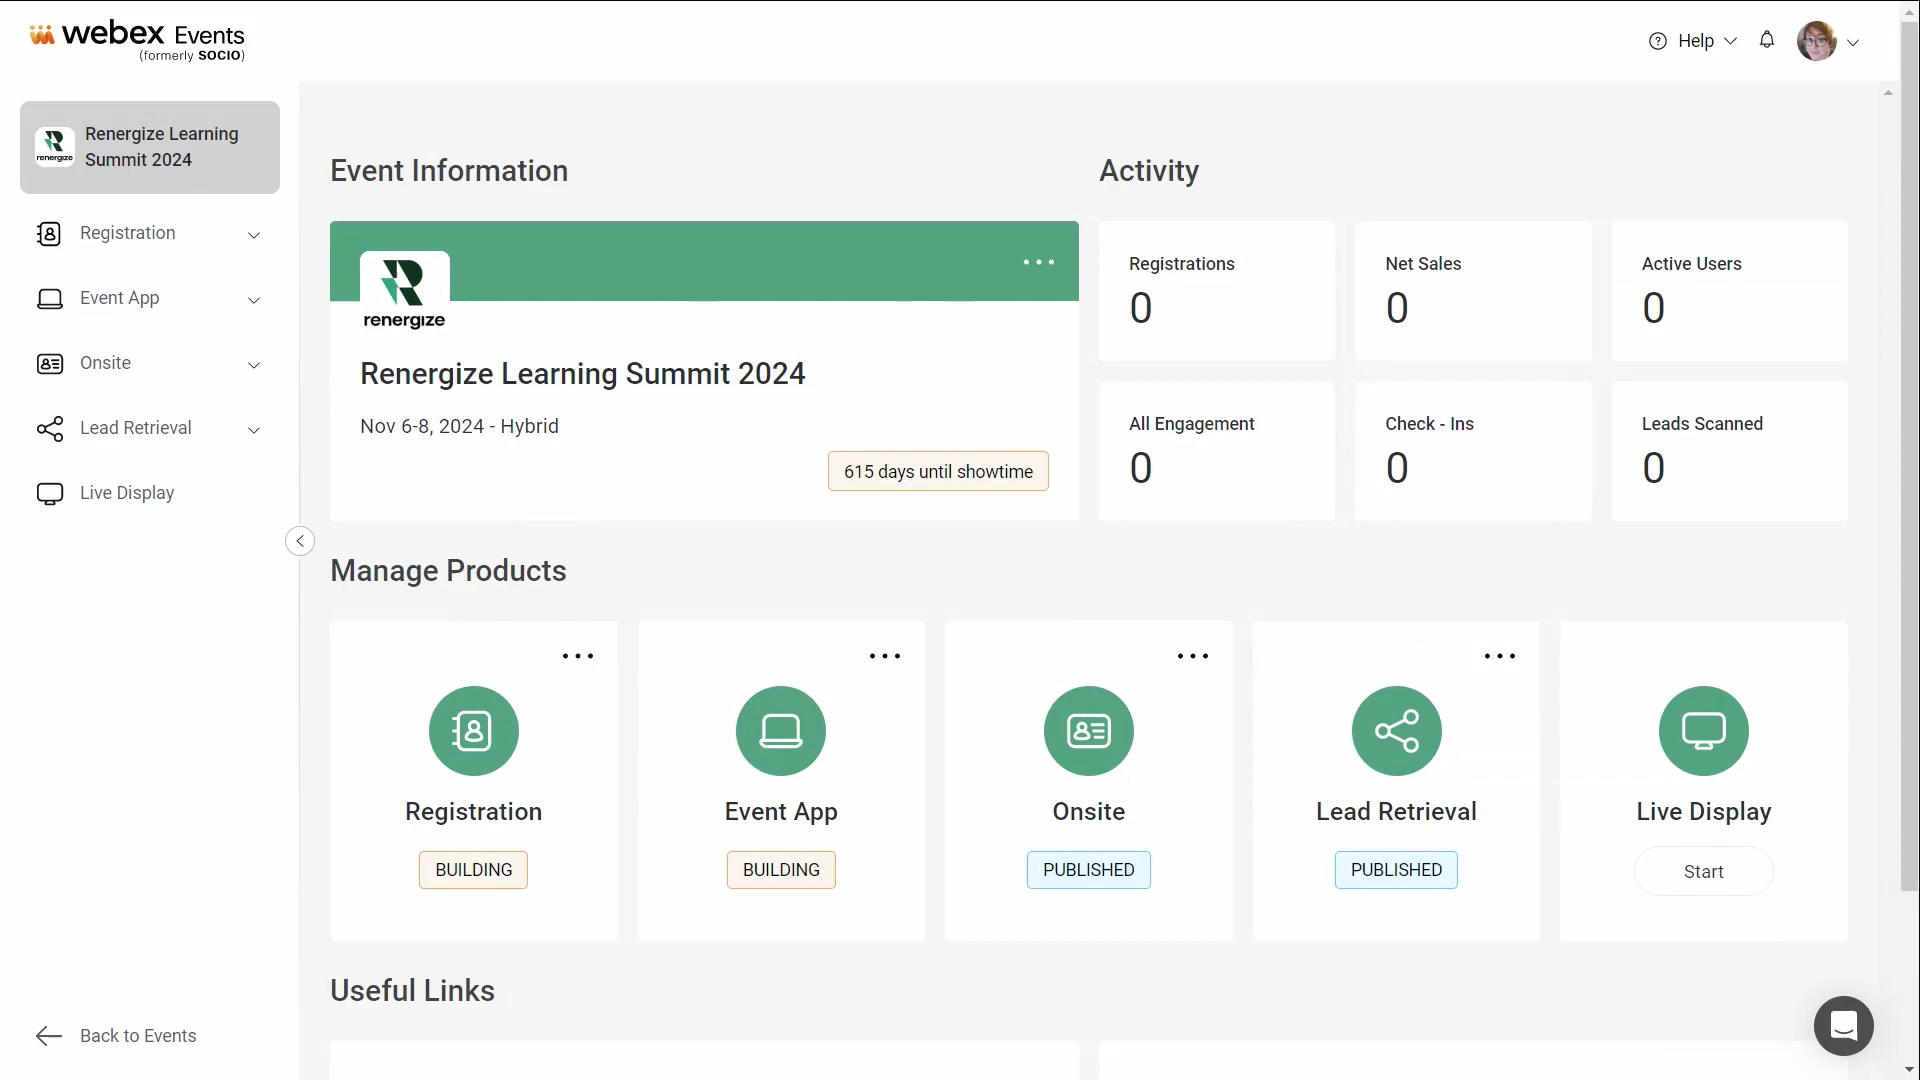 webex Events
(formerly SOCIO)
Help
Renergize Learning
Summit 2024
renergize
Registration
Event App
Onsite
Lead Retrieval
Live Display
Back to Events
Event Information
renergize
Renergize Learning Summit 2024
Nov 6-8, 2024 - Hybrid
615 days until showtime
Activity
Registrations
0
Net Sales
0
Active Users
0
All Engagement
0
Check - Ins
0
Leads Scanned
0
Manage Products
Registration
BUILDING
Event App
BUILDING
Onsite
PUBLISHED
Lead Retrieval
PUBLISHED
Live Display
Start
Useful Links